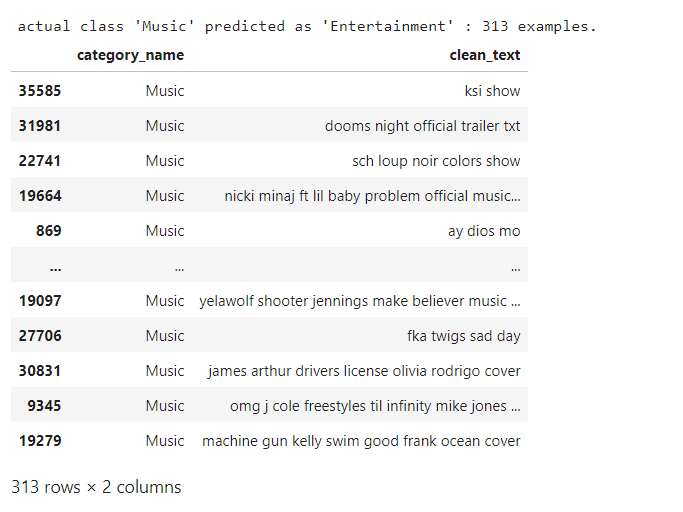 actual class 'Music' predicted as 'Entertainment' : 313 examples.
category_name clean_text
35585 Music ksi show
31981 Music dooms night official trailer txt
22741 Music sch loup noir colors show
19664 Music nicki minaj ft lil baby problem official music...
869 Music ay dios mo
... ... ...
19097 Music yelawolf shooter jennings make believer music ...
27706 Music fka twigs sad day
30831 Music james arthur drivers license olivia rodrigo cover
9345 Music omg j cole freestyles til infinity mike jones ...
19279 Music machine gun kelly swim good frank ocean cover
313 rows × 2 columns